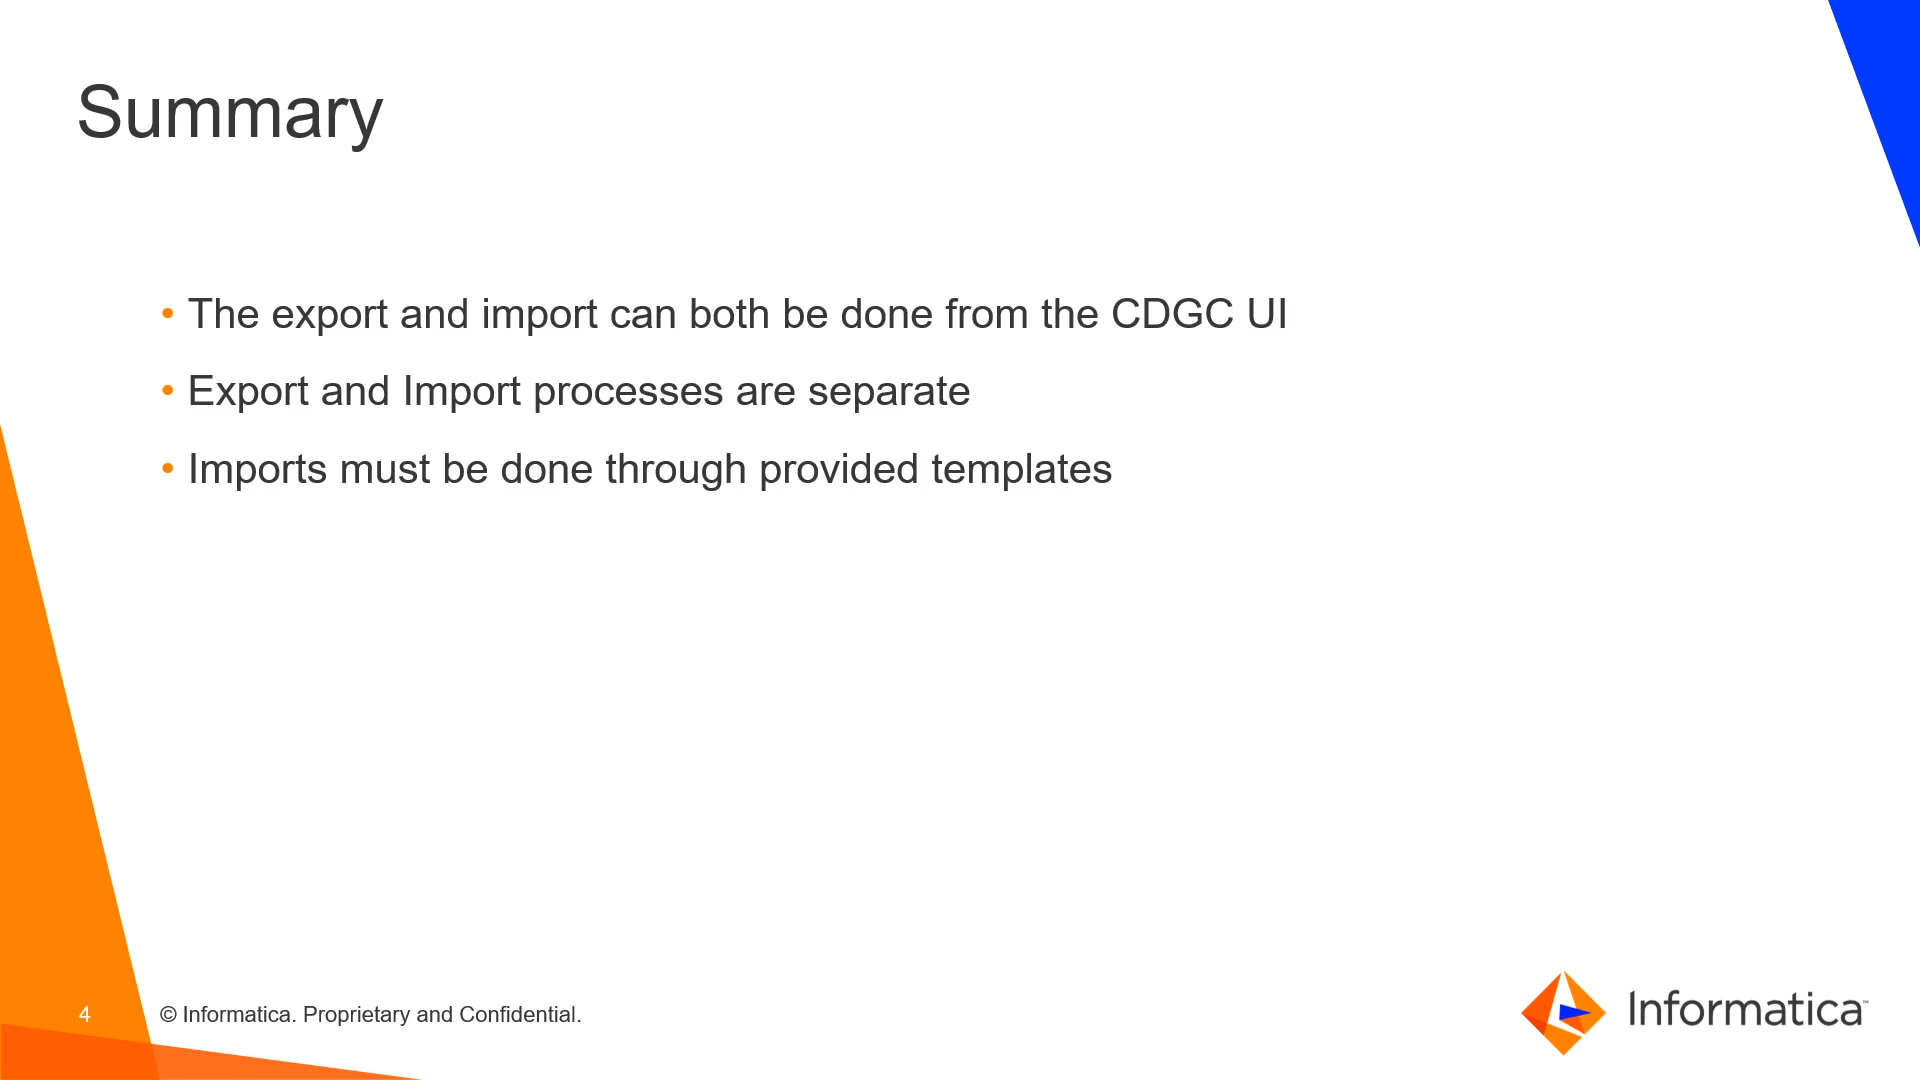 Summary
• The export and import can both be done from the CDGC UI
• Export and Import processes are separate
• Imports must be done through provided templates
4
© Informatica. Proprietary and Confidential.
Informatica™